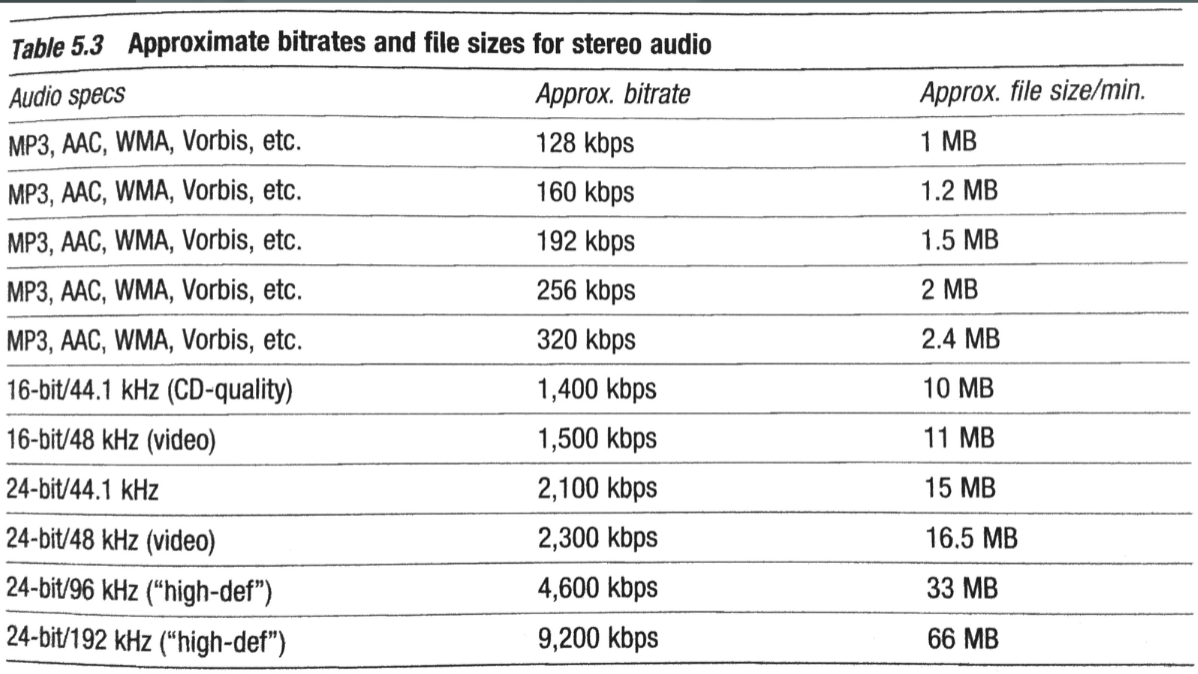 Table 5.3 Approximate bitrates and file sizes for stereo audio
Audio specs Approx. bitrate Approx. file size/min.
MP3, AAC, WMA, Vorbis, etc. 128 kbps 1 MB
MP3, AAC, WMA, Vorbis, etc. 160 kbps 1.2 MB
MP3, AAC, WMA, Vorbis, etc. 192 kbps 1.5 MB
MP3, AAC, WMA, Vorbis, etc. 256 kbps 2 MB
MP3, AAC, WMA, Vorbis, etc. 320 kbps 2.4 MB
16-bit/44.1 kHz (CD-quality) 1,400 kbps 10 MB
16-bit/48 kHz (video) 1,500 kbps 11 MB
24-bit/44.1 kHz 2,100 kbps 15 MB
24-bit/48 kHz (video) 2,300 kbps 16.5 MB
24-bit/96 kHz (“high-def”) 4,600 kbps 33 MB
24-bit/192 kHz (“high-def”) 9,200 kbps 66 MB